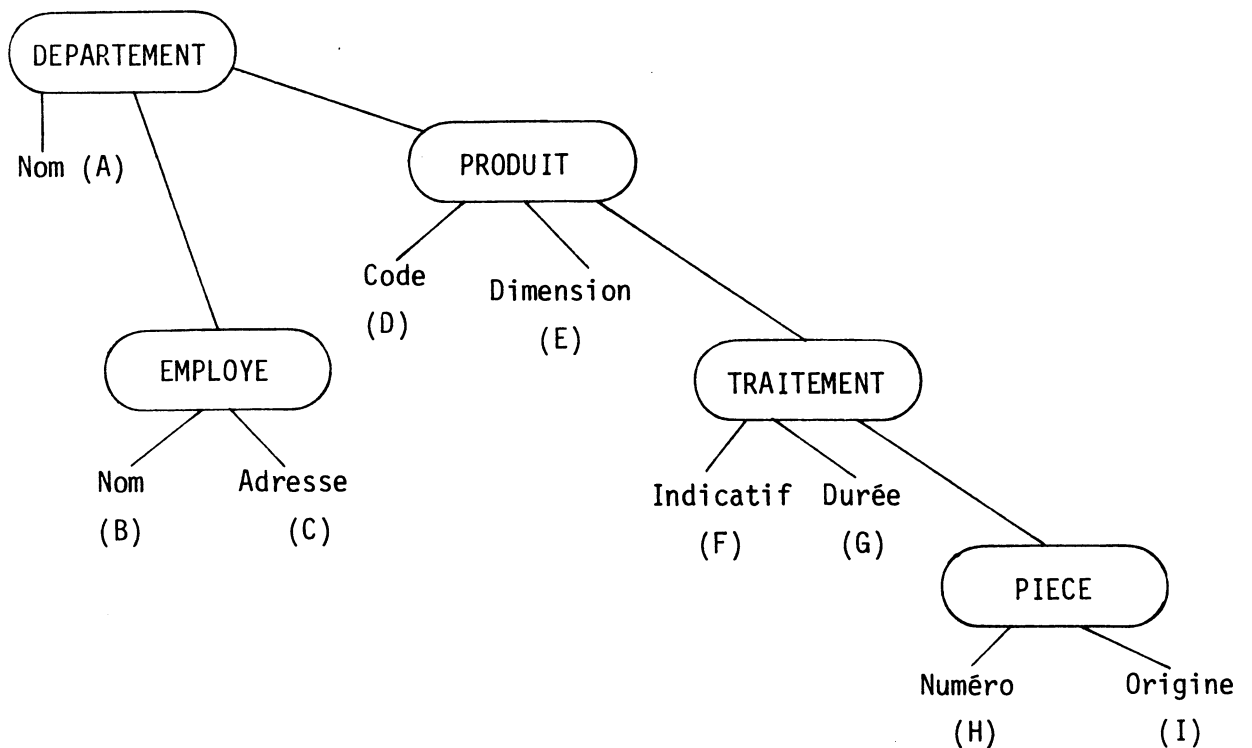 DEPARTEMENT
Nom (A)
PRODUIT
Code
(D)
Dimension
(E)
EMPLOYE
Nom
(B)
Adresse
(C)
TRAITEMENT
Indicatif
(F)
Durée
(G)
PIECE
Numéro
(H)
Origine
(I)